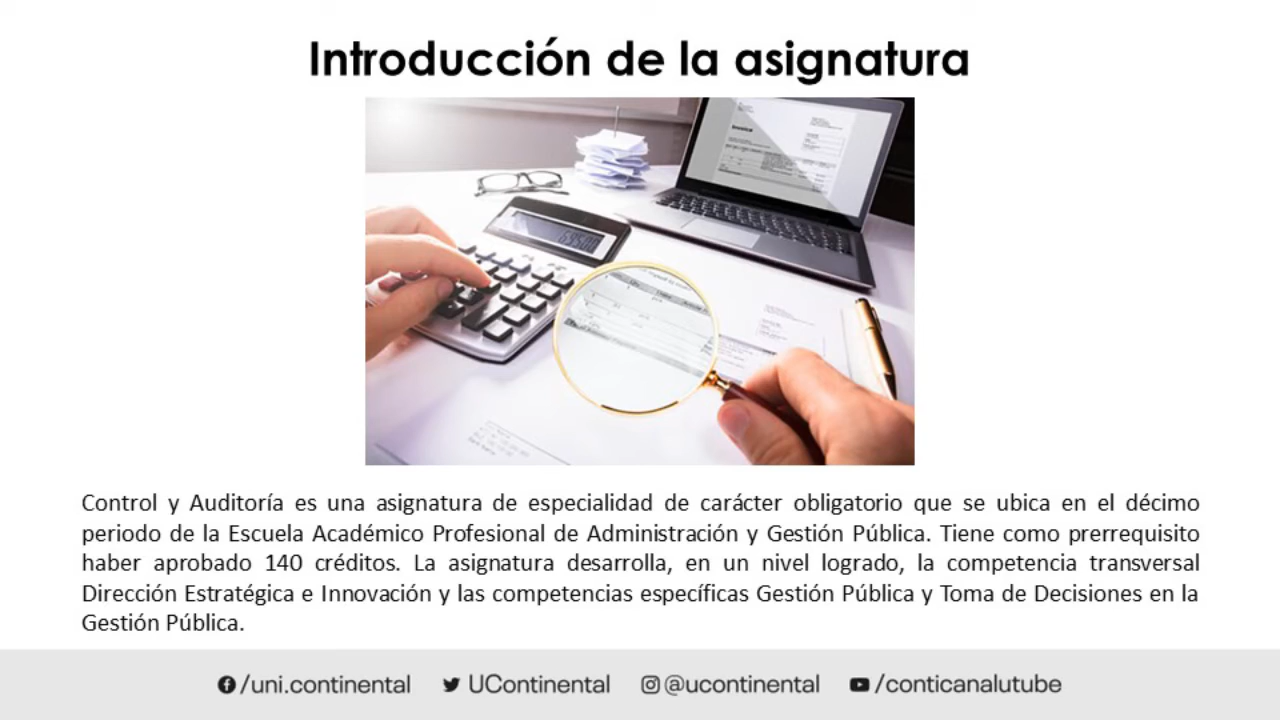 Introducción de la asignatura
Invoice
Control y Auditoría es una asignatura de especialidad de carácter obligatorio que se ubica en el décimo
periodo de la Escuela Académico Profesional de Administración y Gestión Pública. Tiene como prerrequisito
haber aprobado 140 créditos. La asignatura desarrolla, en un nivel logrado, la competencia transversal
Dirección Estratégica e Innovación y las competencias específicas Gestión Pública y Toma de Decisiones en la
Gestión Pública.
/uni.continental UContinental @ucontinental /conticanalutube